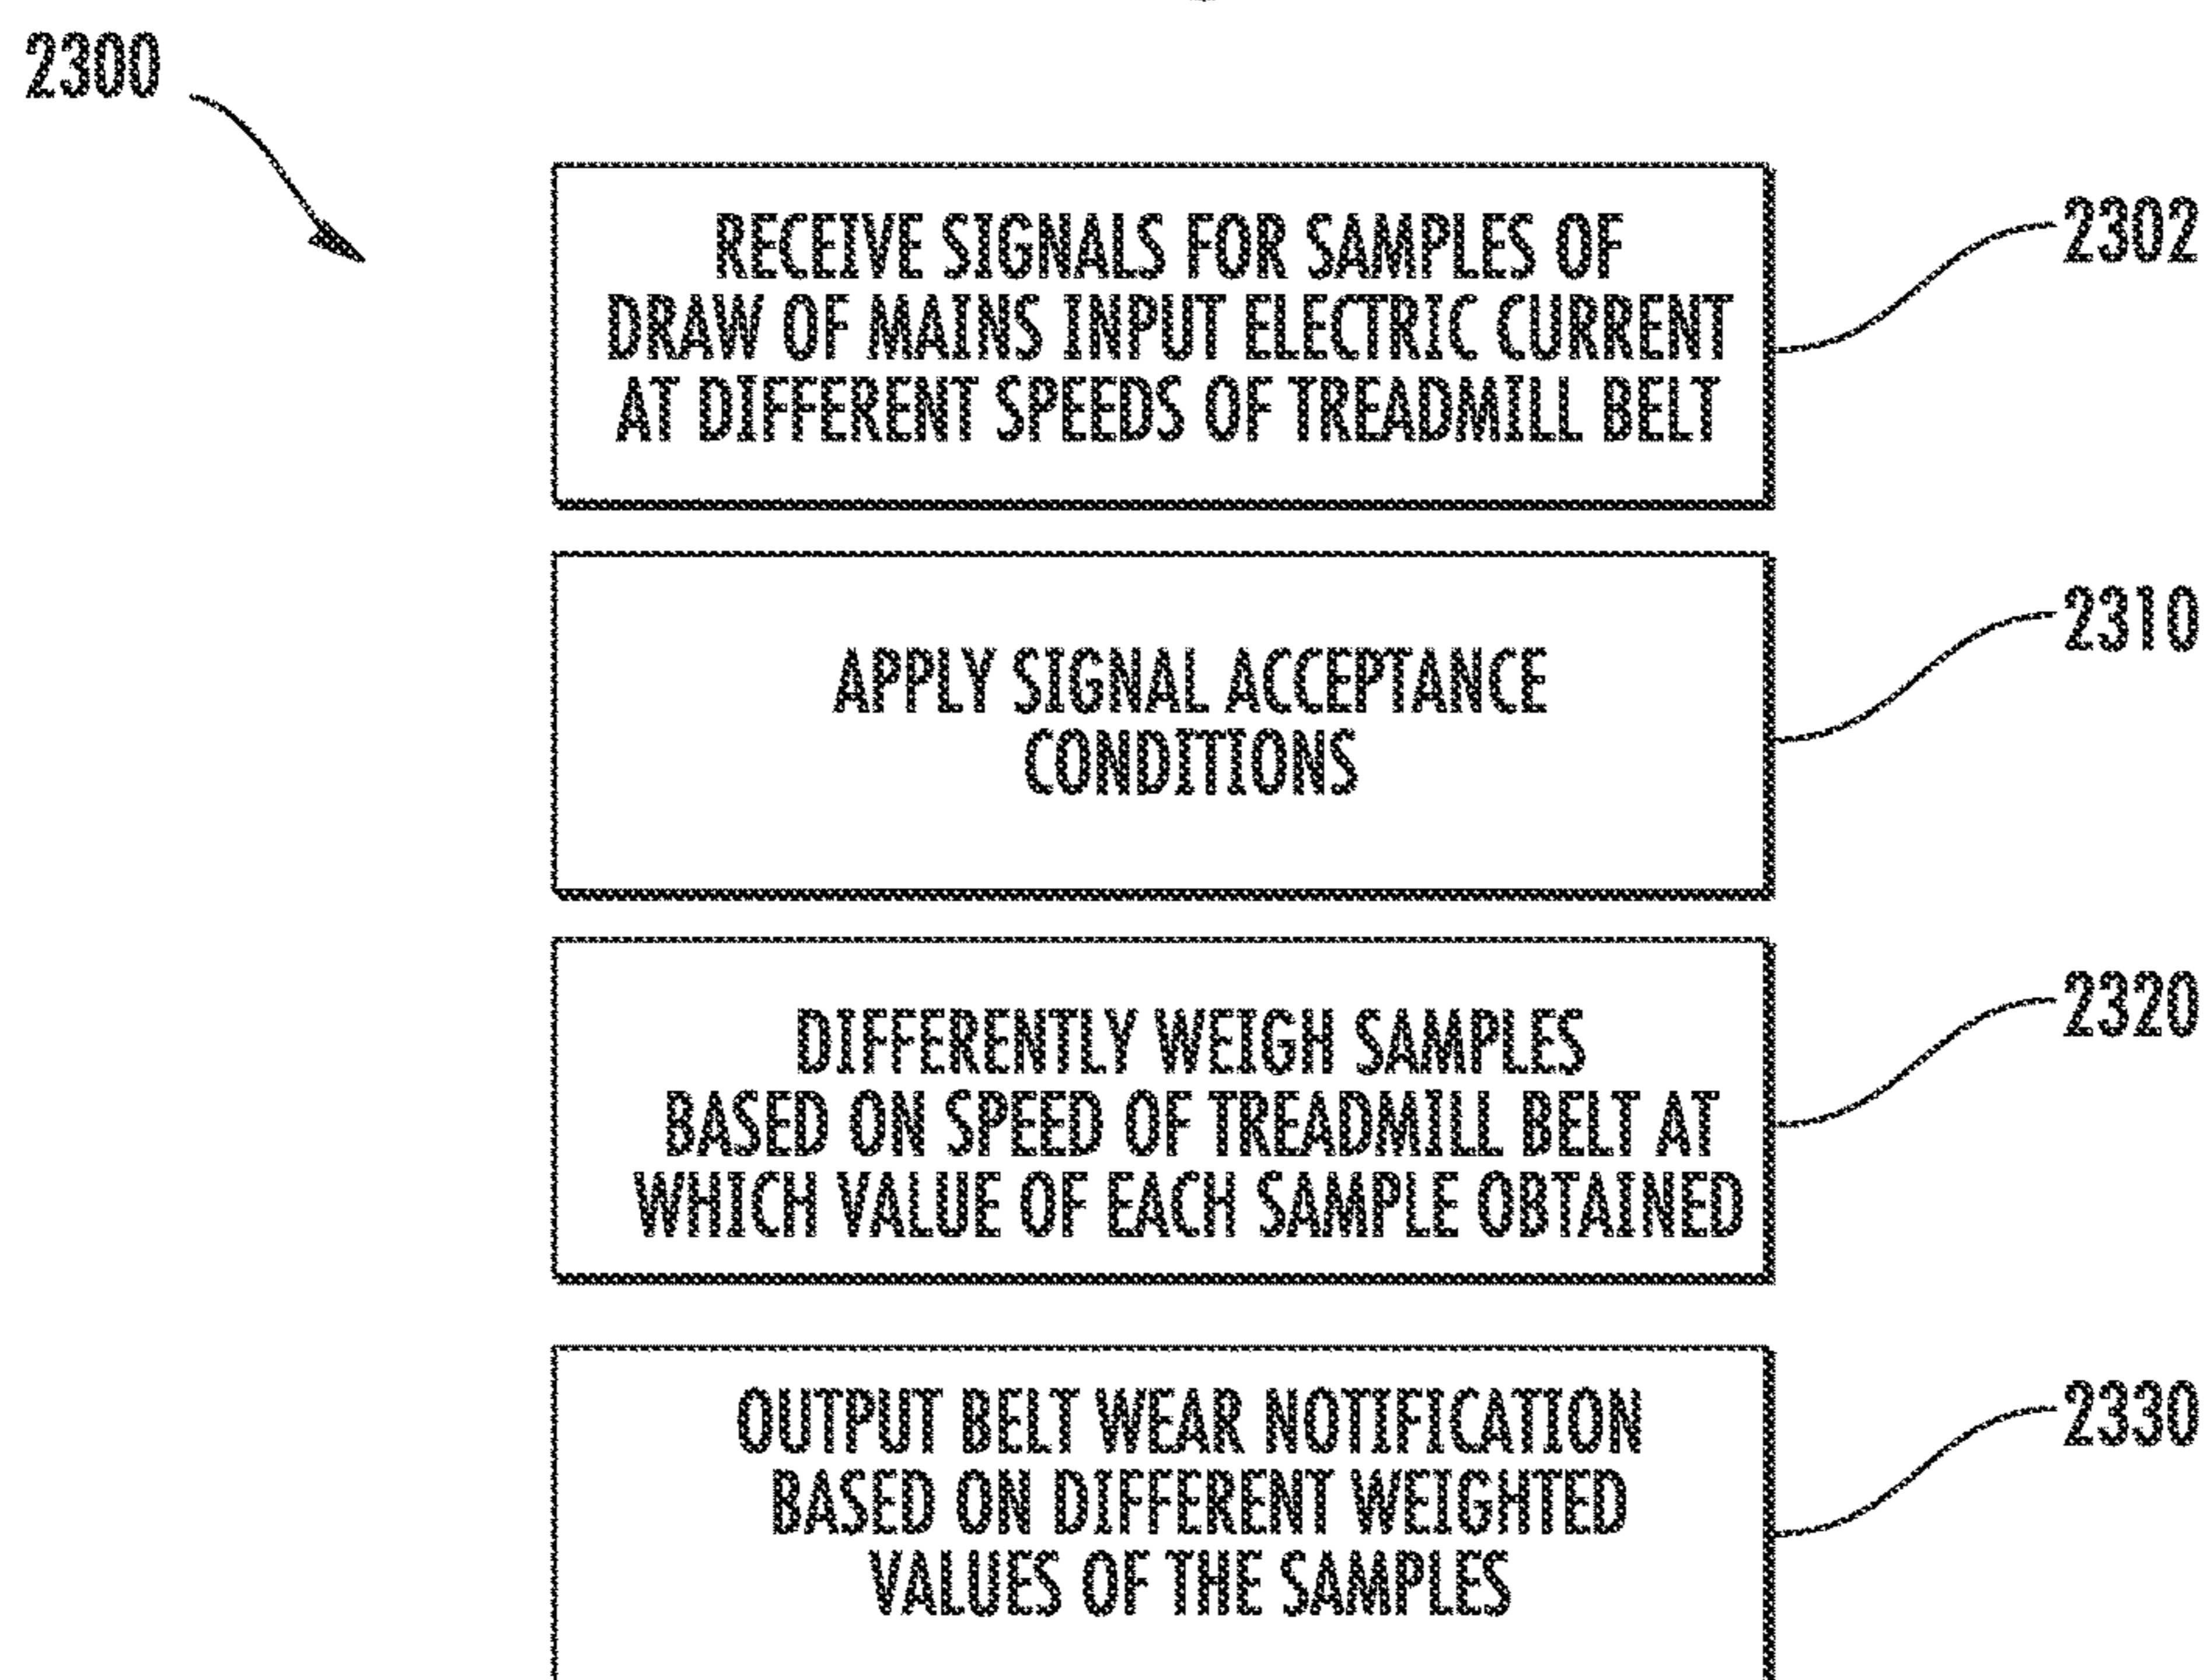 2300
RECEIVE SIGNALS FOR SAMPLES OF
DRAW OF MAINS INPUT ELECTRIC CURRENT
AT DIFFERENT SPEEDS OF TREADMILL BELT
2302
APPLY SIGNAL ACCEPTANCE
CONDITIONS
2310
DIFFERENTLY WEIGH SAMPLES
BASED ON SPEED OF TREADMILL BELT AT
WHICH VALUE OF EACH SAMPLE OBTAINED
2320
OUTPUT BELT WEAR NOTIFICATION
BASED ON DIFFERENT WEIGHTED
VALUES OF THE SAMPLES
2330